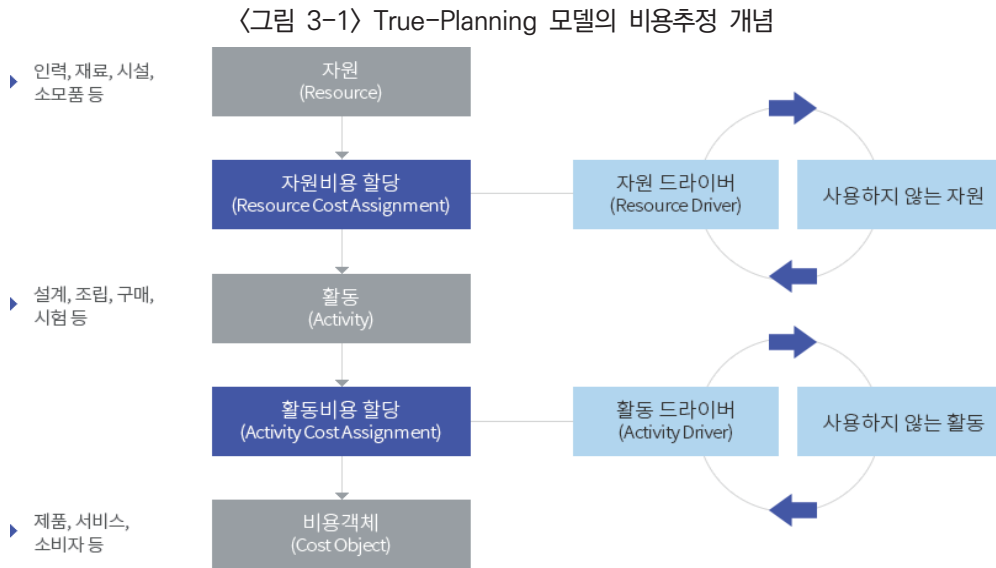 〈그림 3-1〉 True-Planning 모델의 비용추정 개념
인력, 재료, 시설,
소모품 등
자원
(Resource)
자원비용 할당
(Resource Cost Assignment)
자원 드라이버
(Resource Driver)
사용하지 않는 자원
설계, 조립, 구매,
시험 등
활동
(Activity)
활동비용 할당
(Activity Cost Assignment)
활동 드라이버
(Activity Driver)
사용하지 않는 활동
제품, 서비스,
소비자 등
비용객체
(Cost Object)